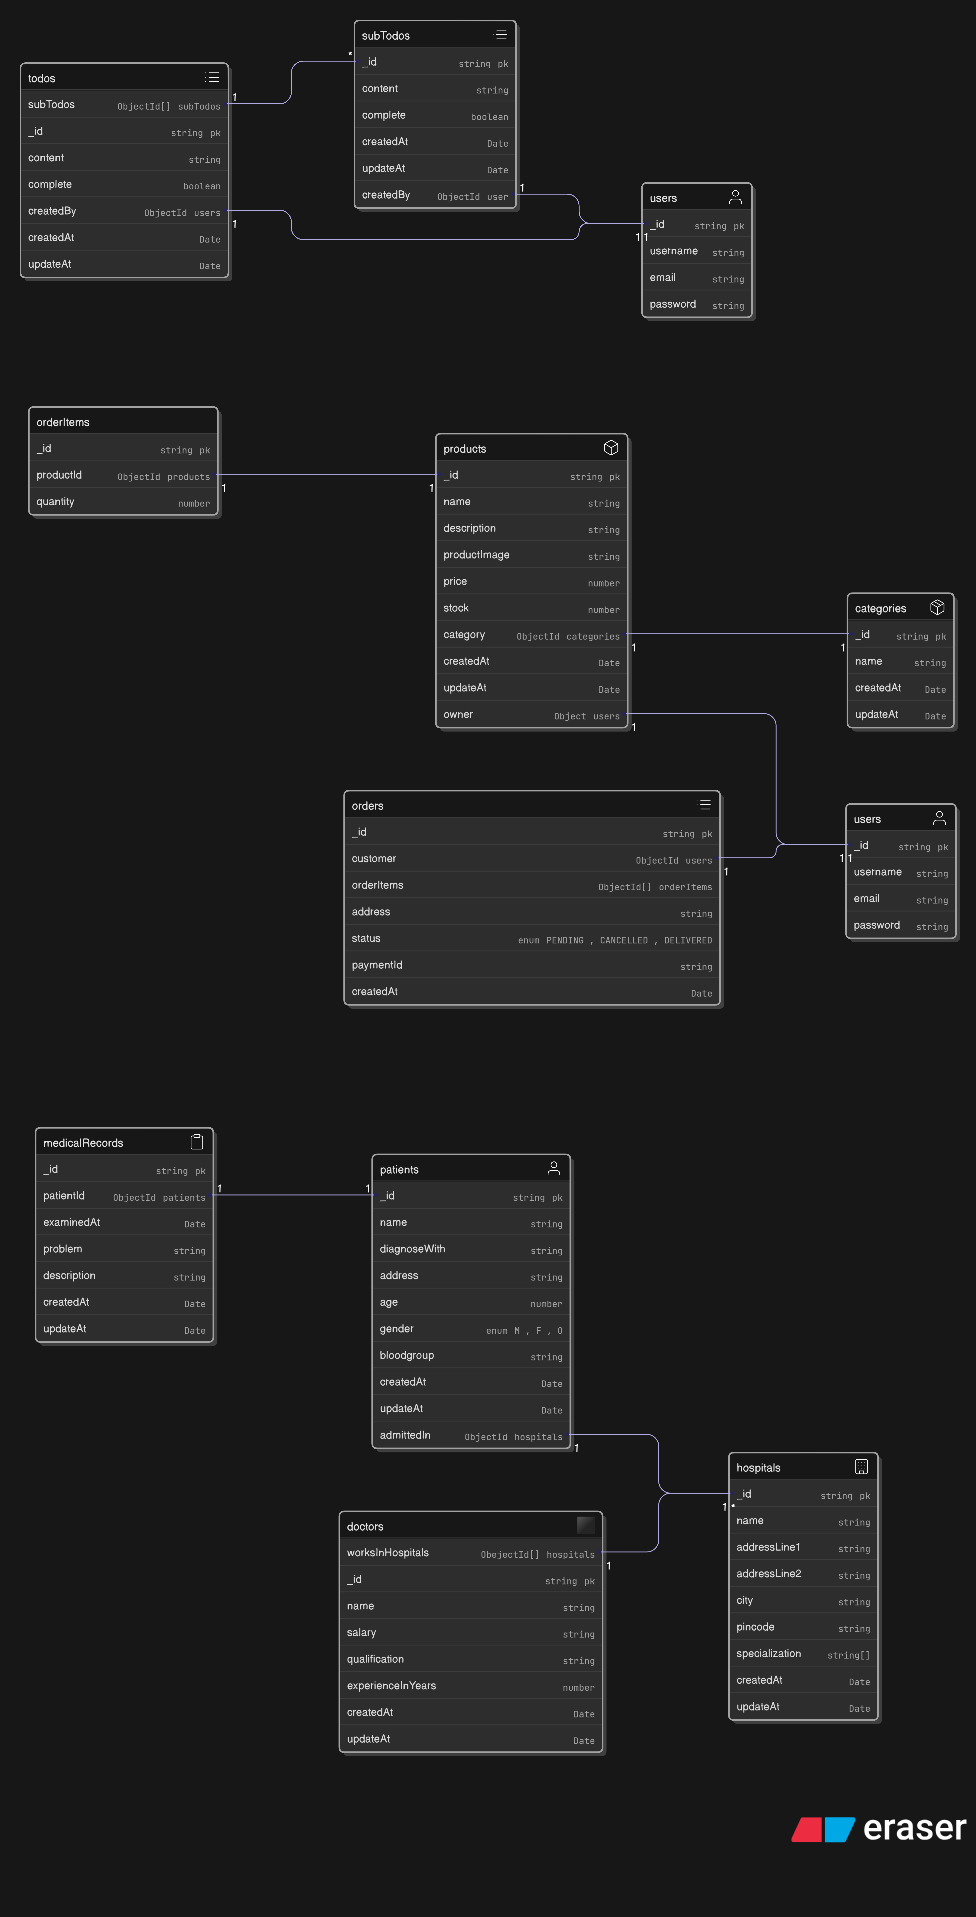 subTodos
_id string pk
content string
complete boolean
createdAt Date
updateAt Date
createdBy ObjectId user
*
1
todos
subTodos ObjectId[] subTodos
_id string pk
content string
complete boolean
createdBy ObjectId users
createdAt Date
updateAt Date
1
1
users
_id string pk
username string
email string
password string
1 1
orderItems
_id string pk
productId ObjectId products
quantity number
1
1
products
_id string pk
name string
description string
productImage string
price number
stock number
category ObjectId categories
createdAt Date
updateAt Date
owner Object users
1
1
categories
_id string pk
name string
createdAt Date
updateAt Date
1
orders
_id string pk
customer ObjectId users
orderItems ObjectId[] orderItems
address string
status enum PENDING , CANCELLED , DELIVERED
paymentId string
createdAt Date
1
users
_id string pk
username string
email string
password string
1 1
medicalRecords
_id string pk
patientId ObjectId patients
examinedAt Date
problem string
description string
createdAt Date
updateAt Date
1
1
patients
_id string pk
name string
diagnoseWith string
address string
age number
gender enum M , F , O
bloodgroup string
createdAt Date
updateAt Date
admittedIn ObjectId hospitals
1
hospitals
_id string pk
name string
addressLine1 string
addressLine2 string
city string
pincode string
specialization string[]
createdAt Date
updateAt Date
1 *
doctors
worksInHospitals ObejectId[] hospitals
_id string pk
name string
salary string
qualification string
experienceInYears number
createdAt Date
updateAt Date
1
eraser